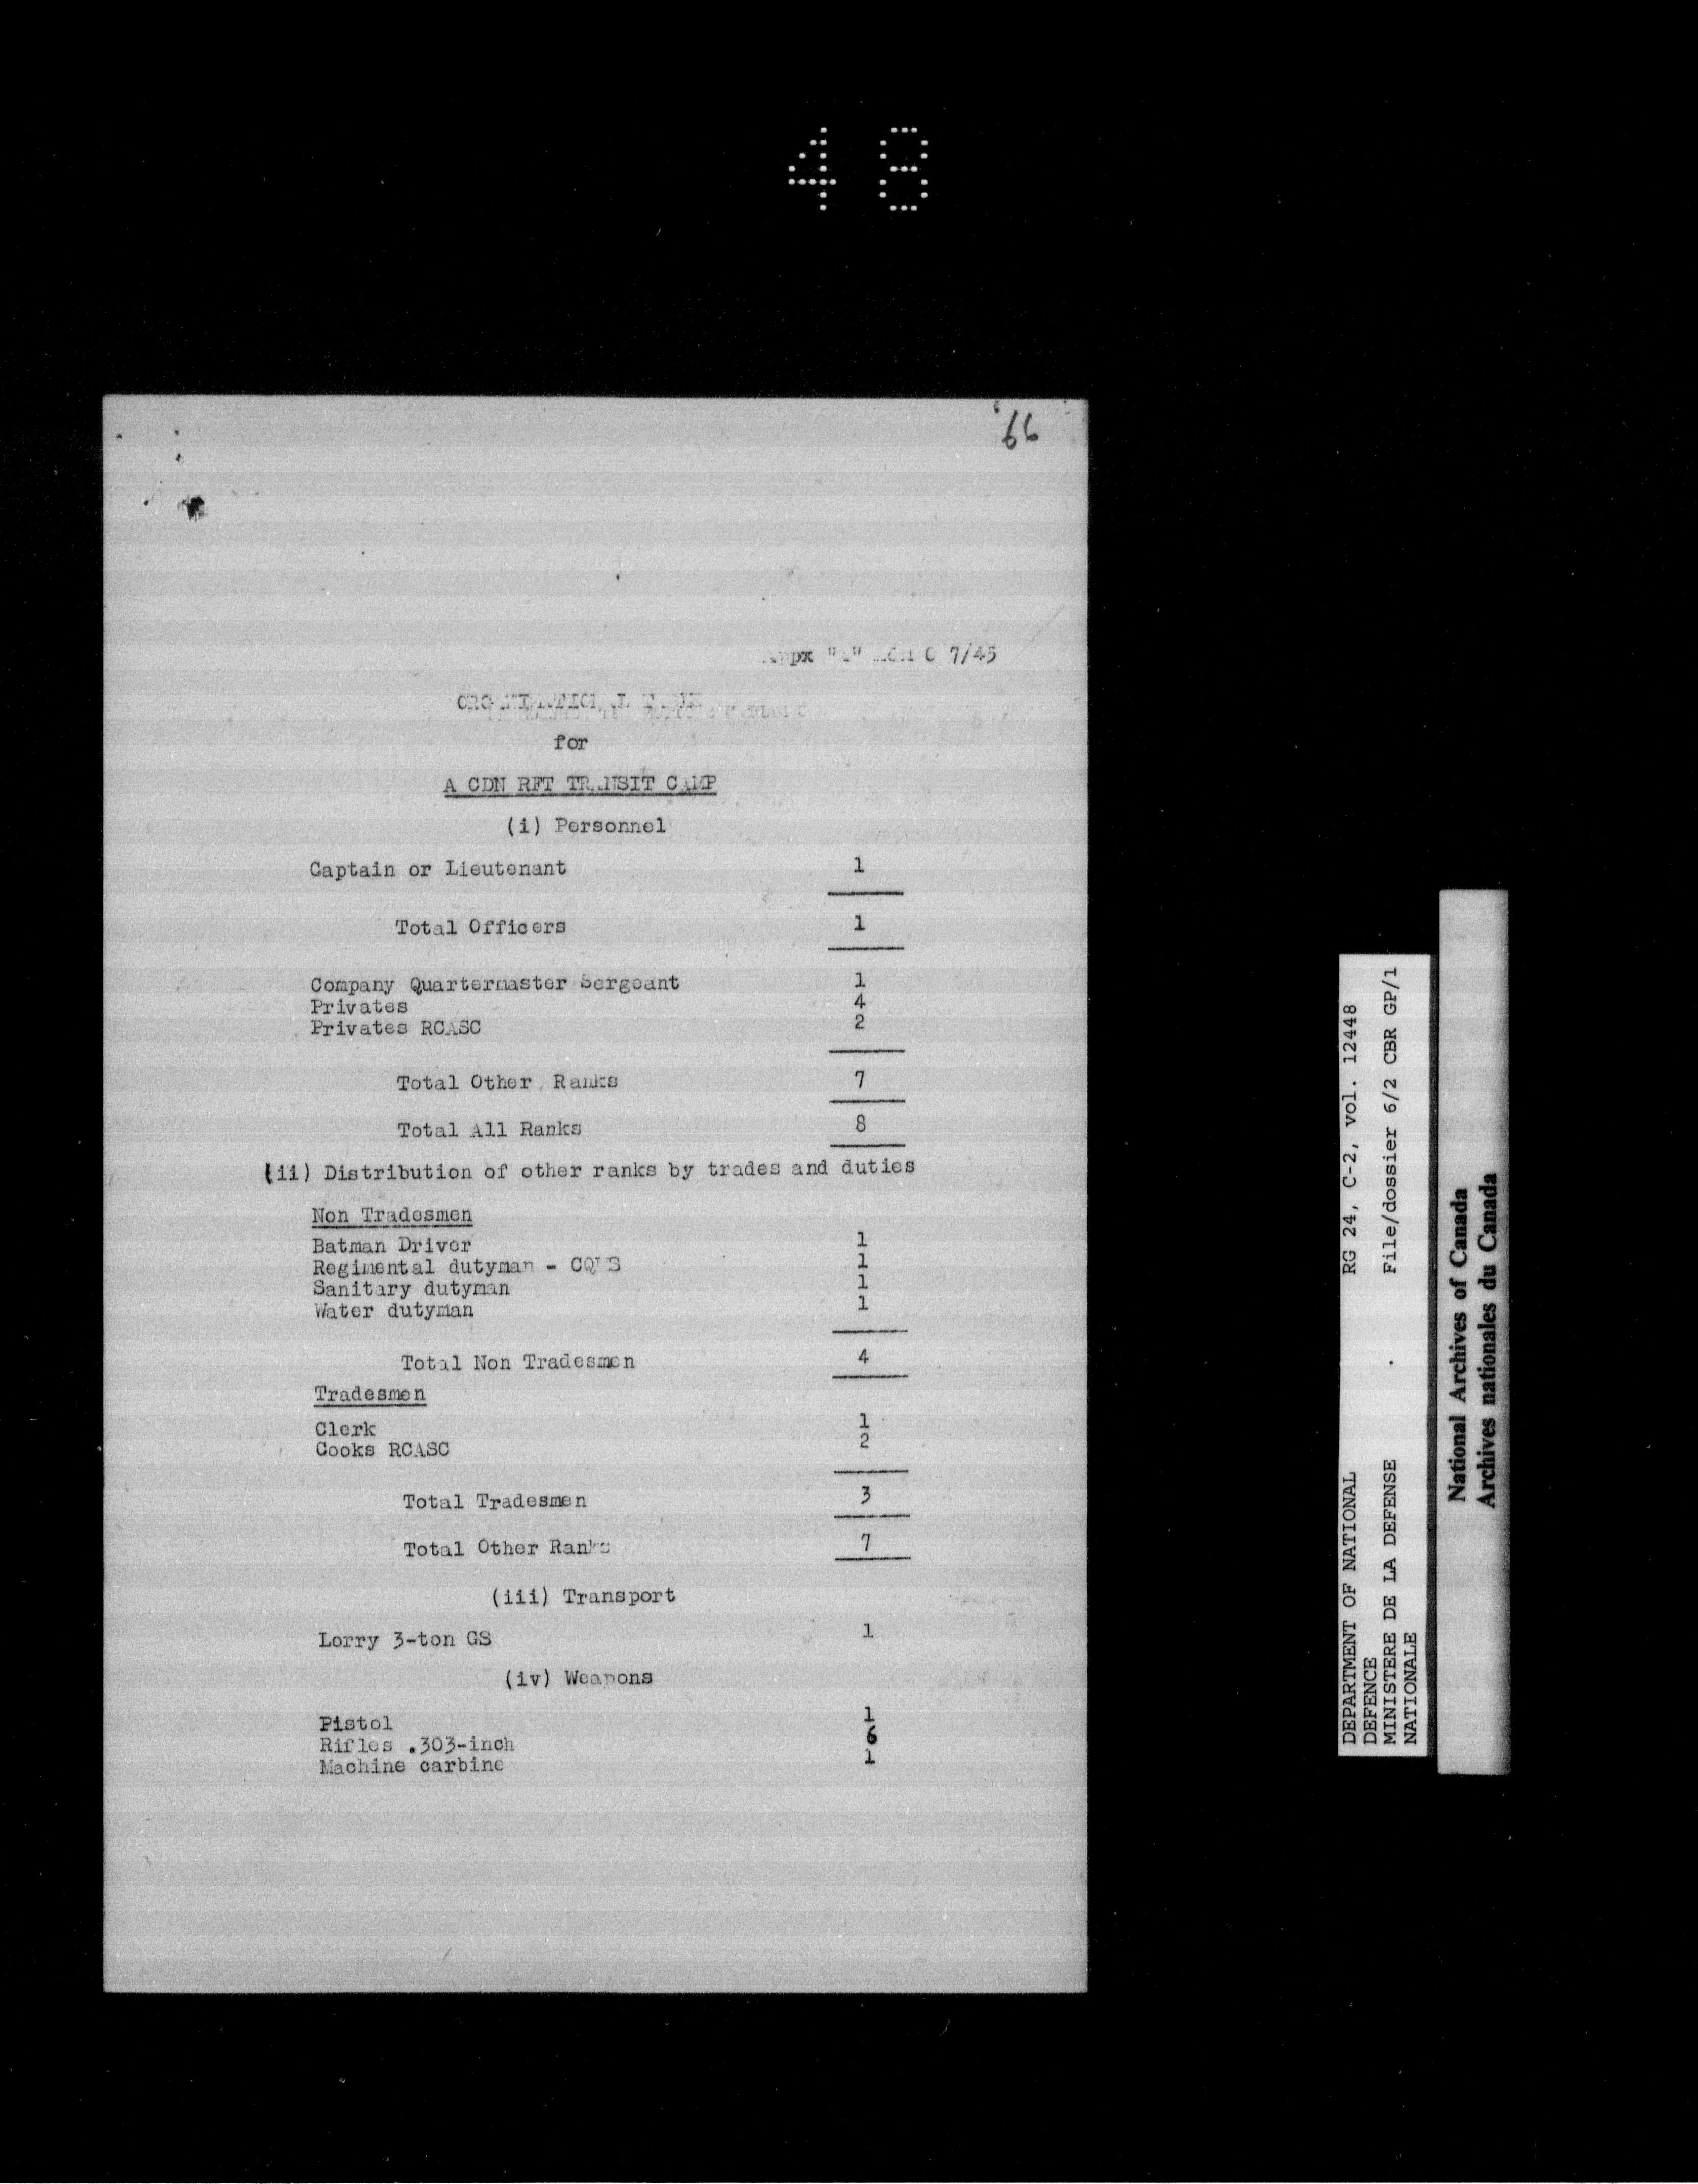 48
66
Appx "A" 7/45
for
A CDN RFT TRANSIT CAMP
(i) Personnel
Captain or Lieutenant 1
Total Officers 1
Company Quartermaster Sergeant 1
Privates 4
Privates RCASC 2
Total Other Ranks 7
Total All Ranks 8
(ii) Distribution of other ranks by trades and duties
Non Tradesmen
Batman Driver 1
Regimental dutyman - CQMS 1
Sanitary dutyman 1
Water dutyman 1
Total Non Tradesmen 4
Tradesmen
Clerk 1
Cooks RCASC 2
Total Tradesmen 3
Total Other Ranks 7
(iii) Transport
Lorry 3-ton GS 1
(iv) Weapons
Pistol 1
Rifles .303-inch 6
Machine carbine 1
DEPARTMENT OF NATIONAL RG 24, C-2, vol. 12448
DEFENCE
MINISTERE DE LA DEFENSE File/dossier 6/2 CBR GP/1
NATIONALE
National Archives of Canada
Archives nationales du Canada